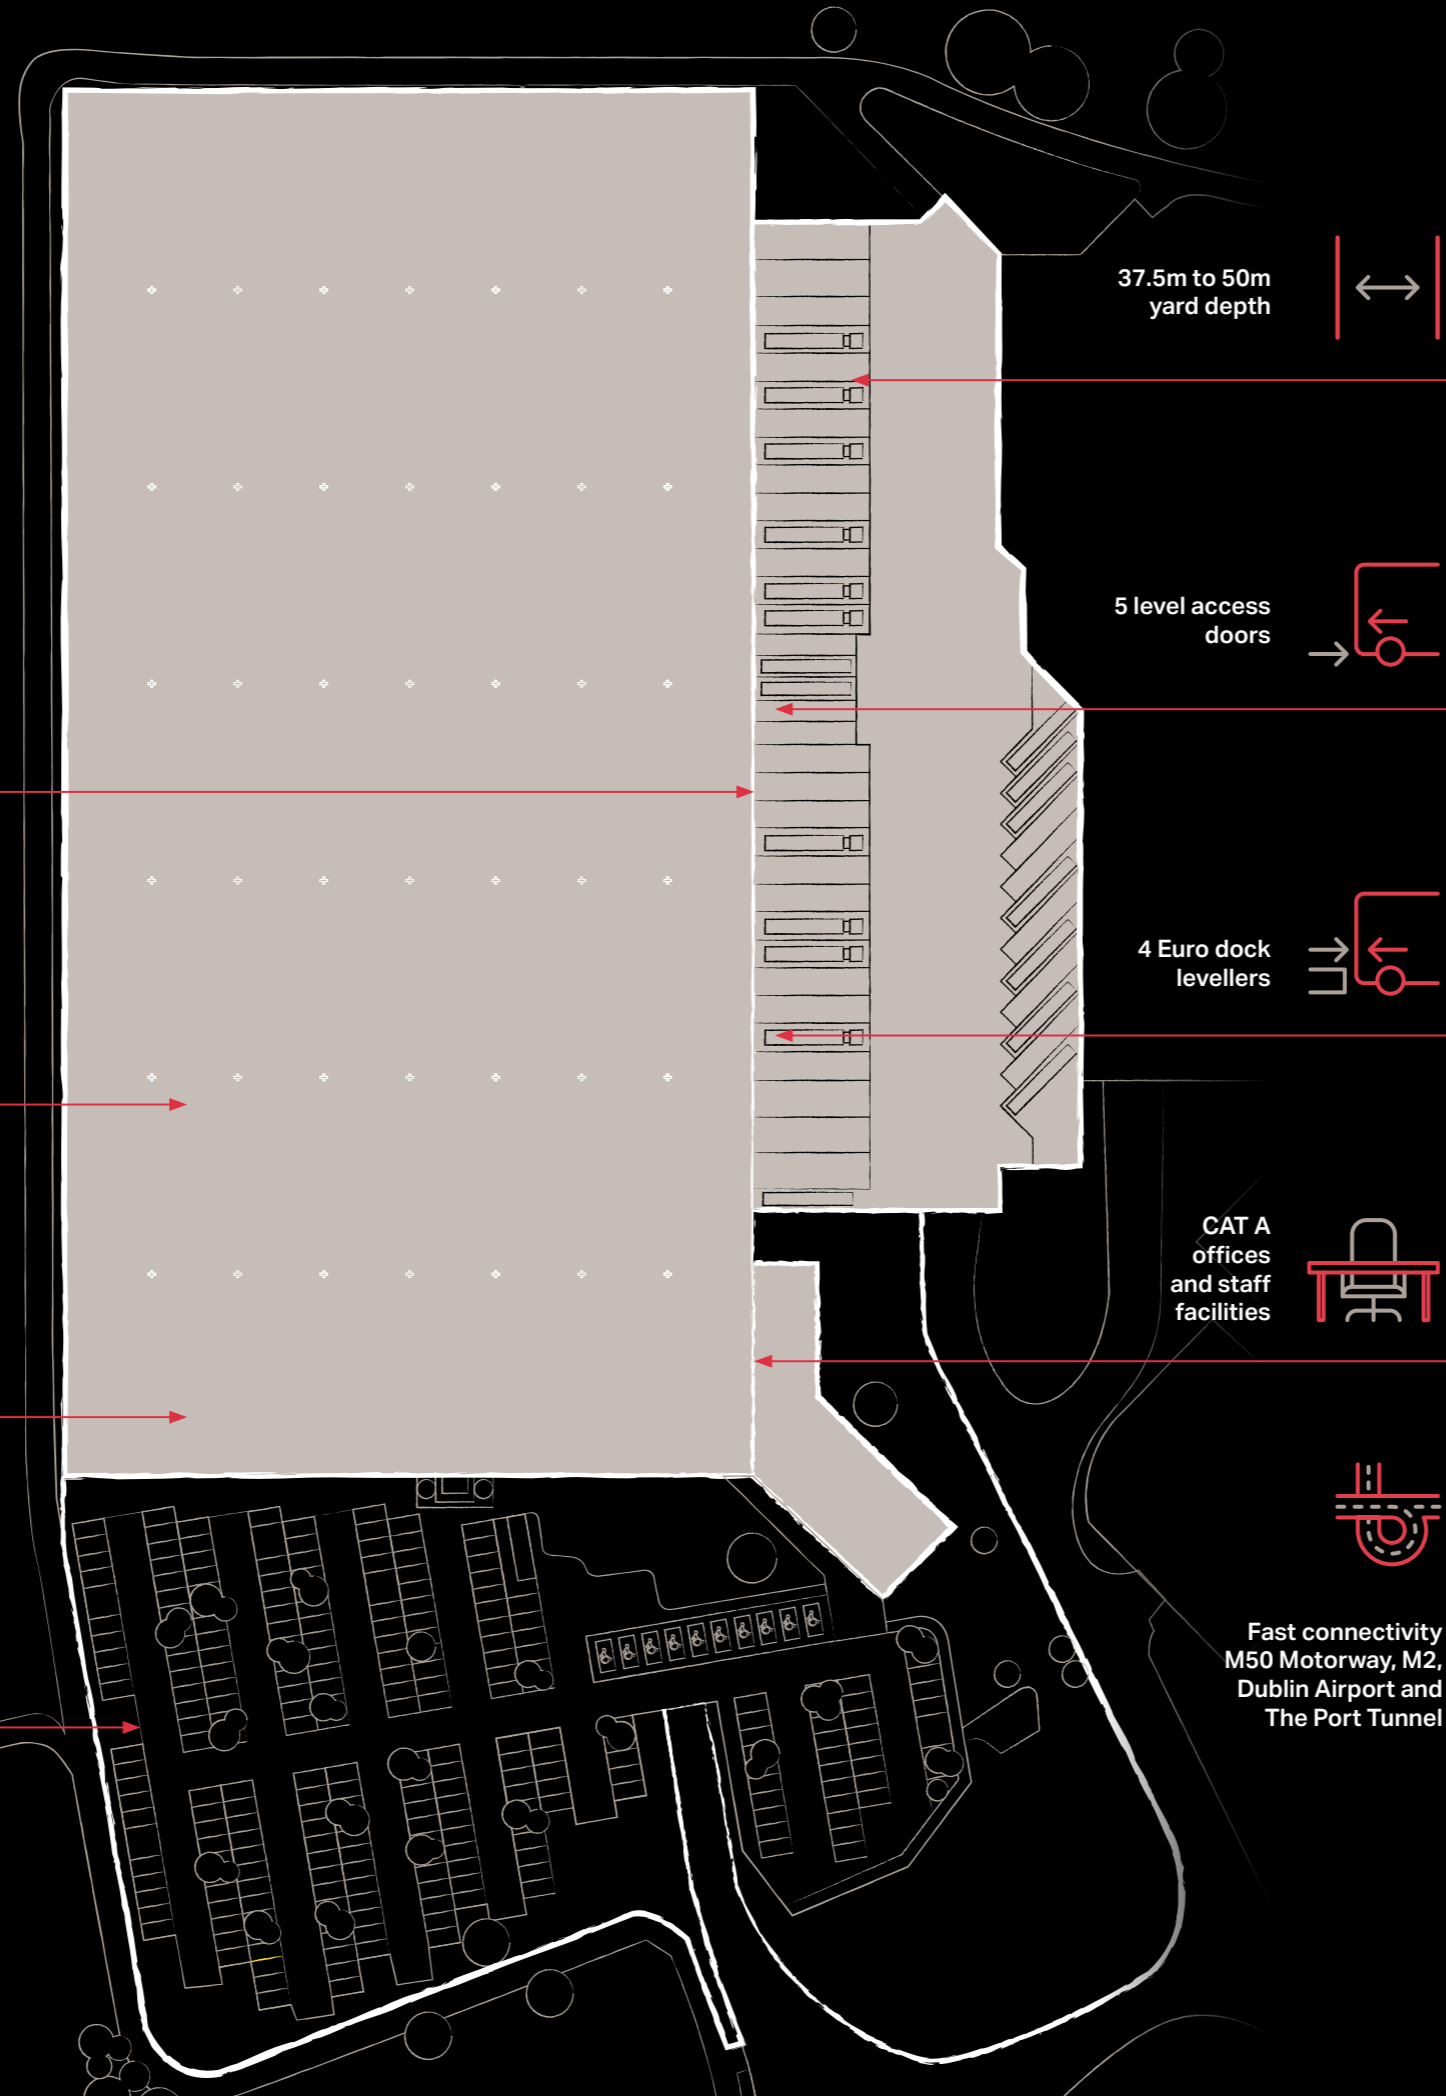 37.5m to 50m
yard depth
5 level access
doors
4 Euro dock
levellers
CAT A
offices
and staff
facilities
Fast connectivity
M50 Motorway, M2,
Dublin Airport and
The Port Tunnel